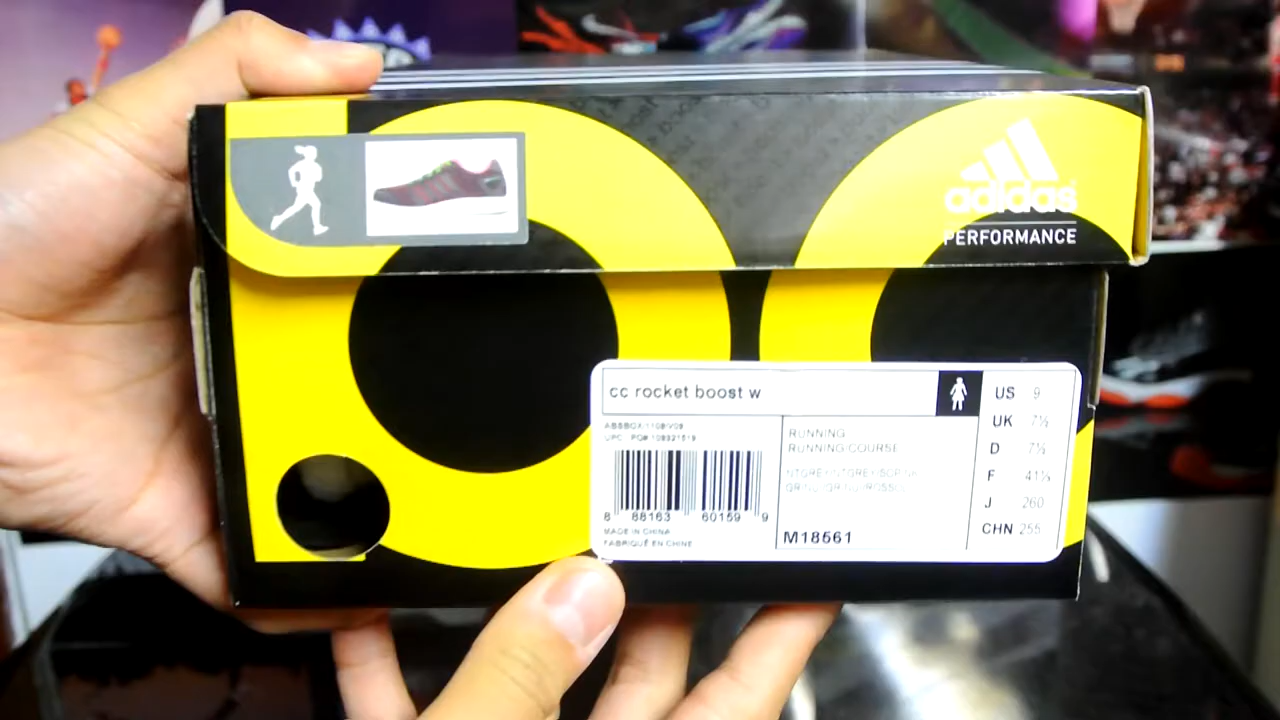 adidas
PERFORMANCE
cc rocket boost w
US 9
UK 7½
D 7½
F 41⅓
J 260
CHN 255
RUNNING
RUNNING/COURSE
8 88163 60159 9
MADE IN CHINA
FABRIQUÉ EN CHINE
M18561